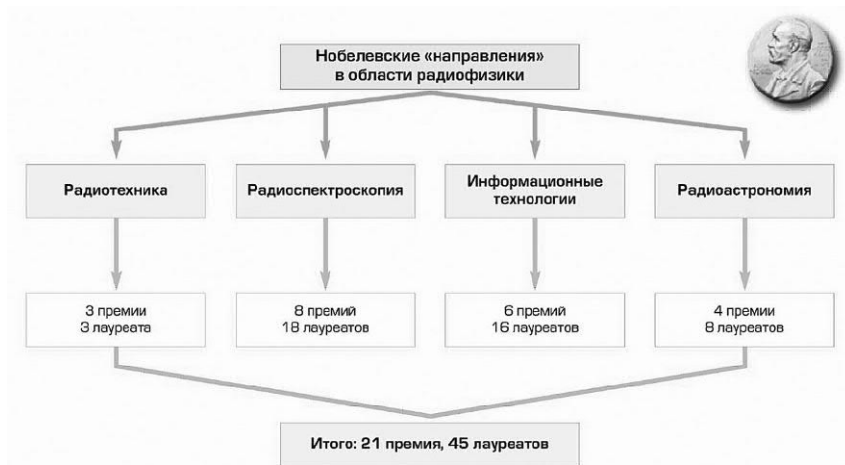 Нобелевские «направления»
в области радиофизики
Радиотехника
Радиоспектроскопия
Информационные
технологии
Радиоастрономия
3 премии
3 лауреата
8 премий
18 лауреатов
6 премий
16 лауреатов
4 премии
8 лауреатов
Итого: 21 премия, 45 лауреатов